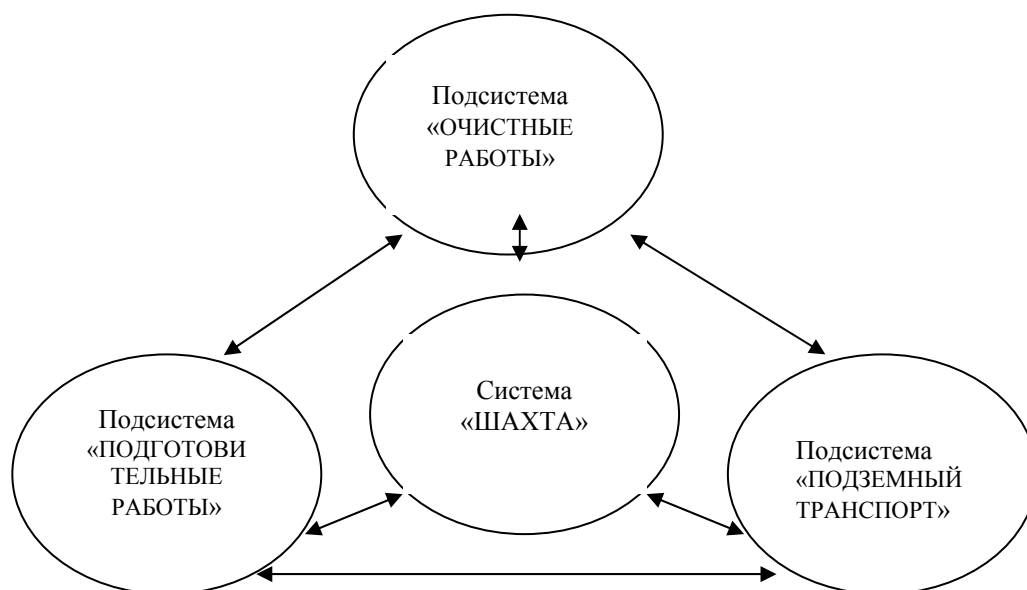 Подсистема
«ОЧИСТНЫЕ
РАБОТЫ»
Система
«ШАХТА»
Подсистема
«ПОДГОТОВИ
ТЕЛЬНЫЕ
РАБОТЫ»
Подсистема
«ПОДЗЕМНЫЙ
ТРАНСПОРТ»